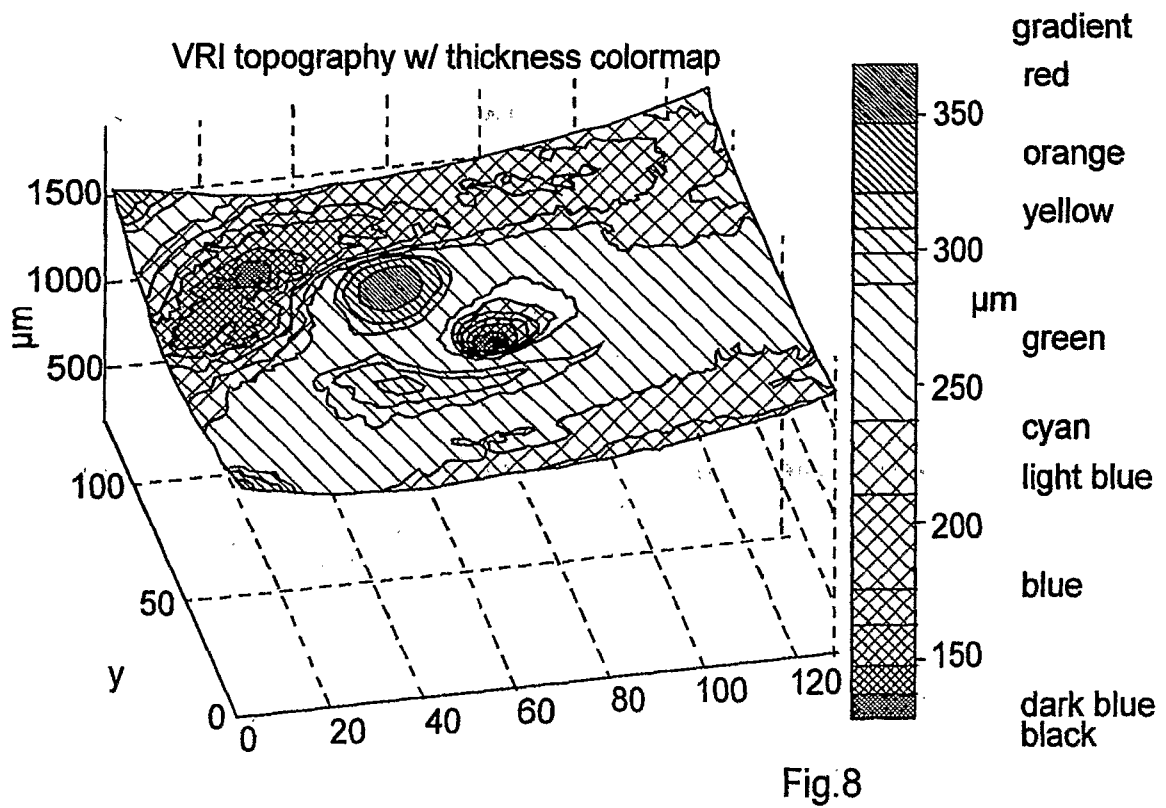 VRI topography w/ thickness colormap
gradient
red
350
orange
yellow
300
µm
green
250
cyan
light blue
200
blue
150
dark blue
black
1500
1000
500
µm
100
50
0
y
0
20
40
60
80
100
120
Fig.8